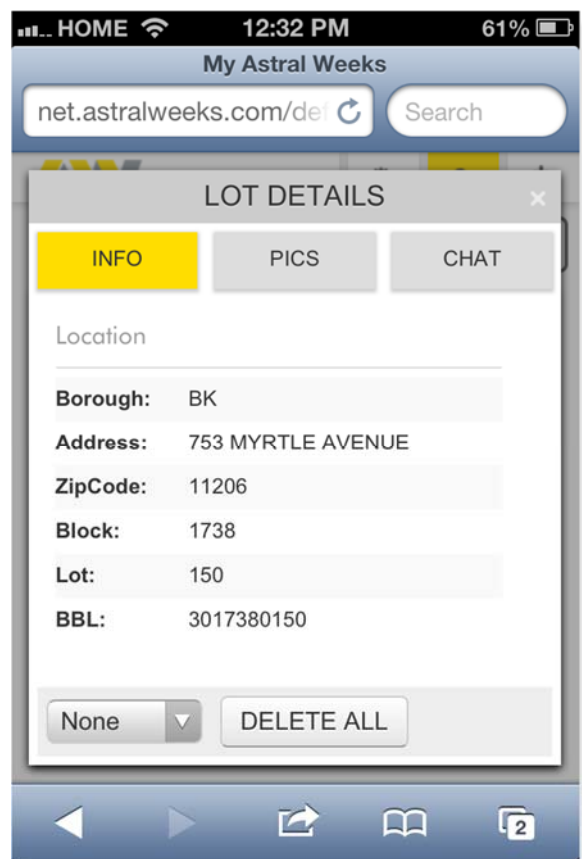 HOME 12:32 PM 61%
My Astral Weeks
net.astralweeks.com/def Search
LOT DETAILS ×
INFO PICS CHAT
Location
Borough: BK
Address: 753 MYRTLE AVENUE
ZipCode: 11206
Block: 1738
Lot: 150
BBL: 3017380150
None DELETE ALL
2